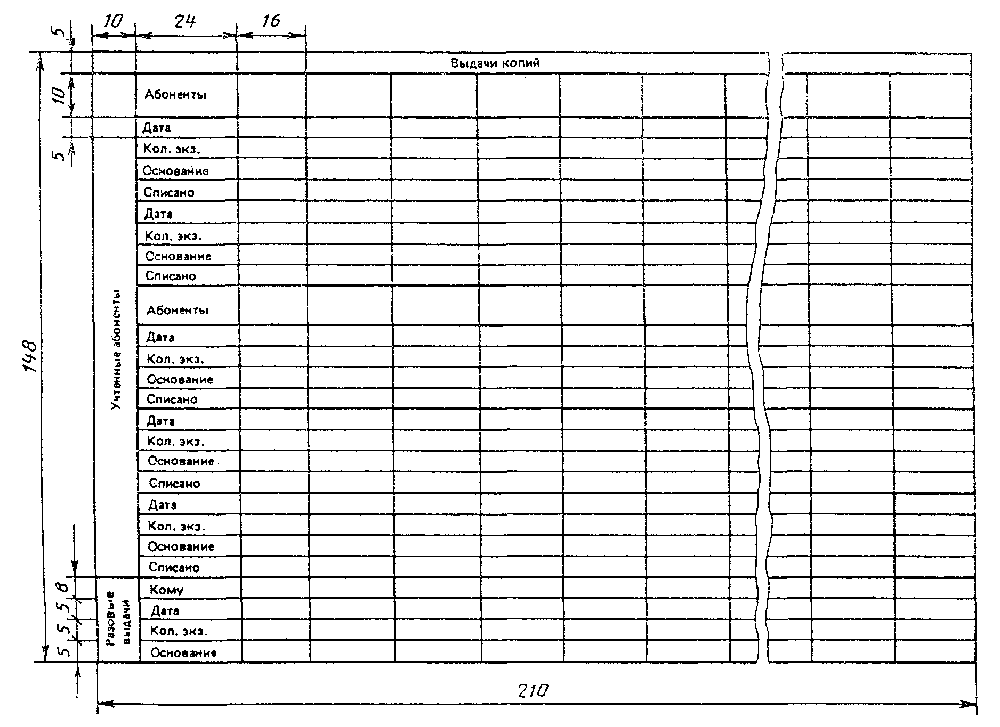 10 24 16
5
Выдачи копий
10
Абоненты
Дата
5
Кол. экз.
Основание
Списано
Дата
Кол. экз.
Основание
Списано
148
Учтенные абоненты
Абоненты
Дата
Кол. экз.
Основание
Списано
Дата
Кол. экз.
Основание
Списано
Дата
Кол. экз.
Основание
Списано
Разовые
выдачи
8
Кому
5
Дата
5
Кол. экз.
5
Основание
210